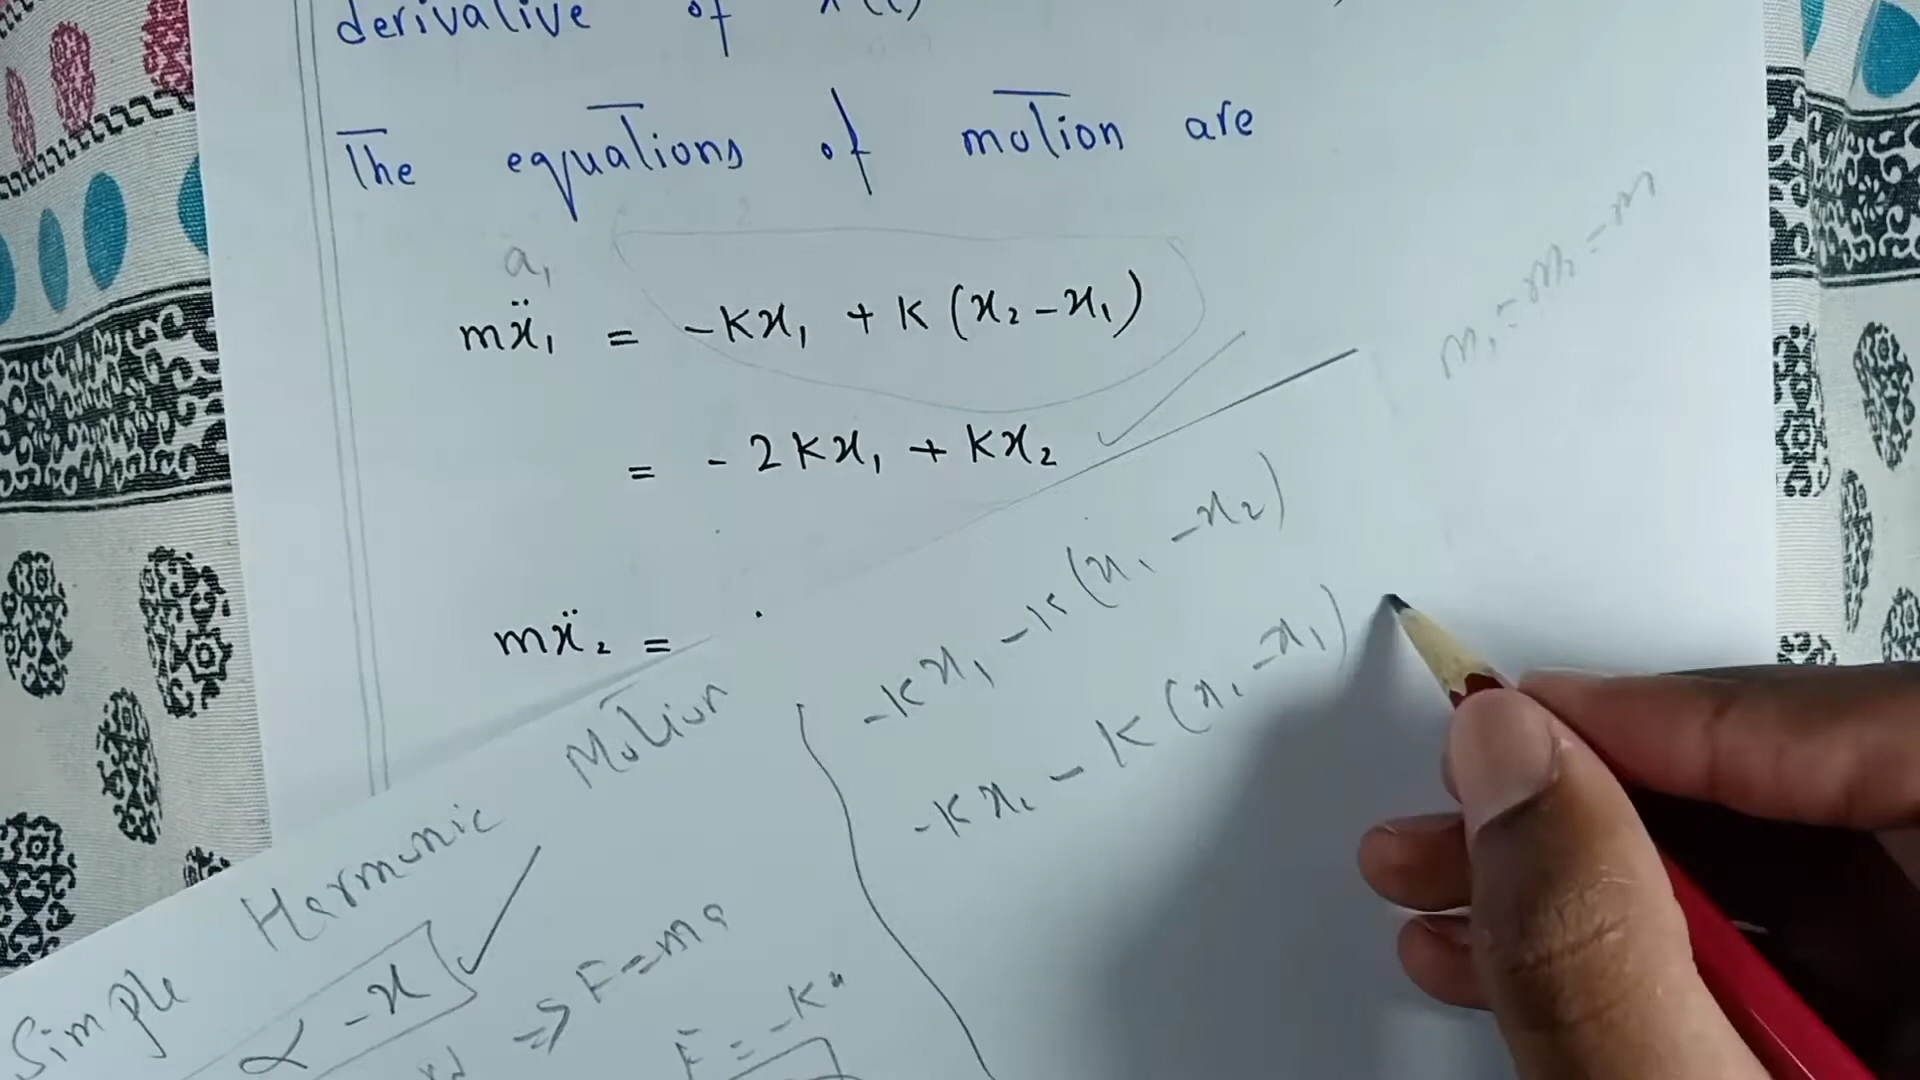 derivative of x(t)
The equations of motion are
a₁
mẍ₁ = -Kx₁ + K(x₂-x₁)
m₁ = m₂ = m
= -2Kx₁ + Kx₂
mẍ₂ =
-Kx₁ -K(x₁ -x₂)
-Kx₂ - K(x₂ -x₁)
Simple Harmonic Motion
∝ -x
⇒ F=ma
F = -Kx